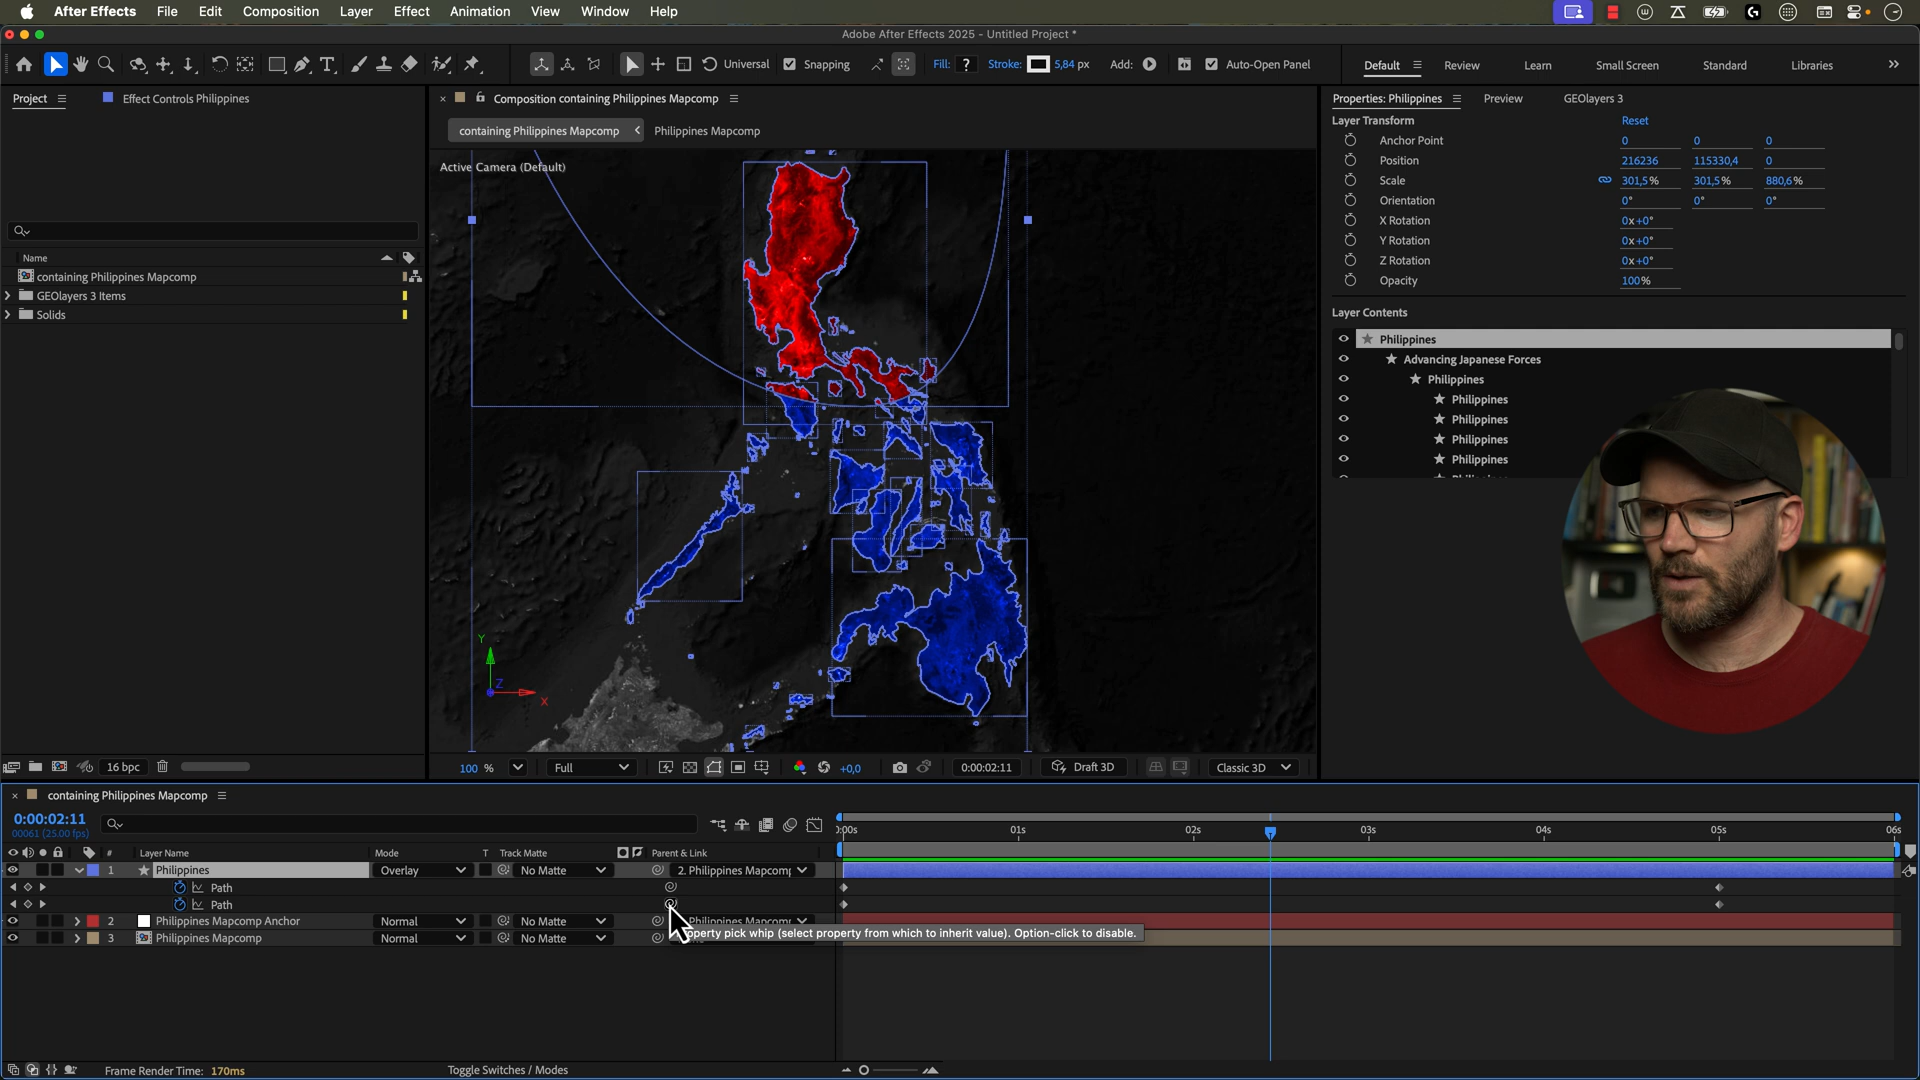 After Effects File Edit Composition Layer Effect Animation View Window Help
Adobe After Effects 2025 - Untitled Project *
Universal Snapping Fill: ? Stroke: 5,84 px Add: Auto-Open Panel Default Review Learn Small Screen Standard Libraries
Project Effect Controls Philippines
Composition containing Philippines Mapcomp
Properties: Philippines Preview GEOlayers 3
containing Philippines Mapcomp Philippines Mapcomp
Active Camera (Default)
Layer Transform Reset
Anchor Point 0 0 0
Position 216236 115330,4 0
Scale 301,5% 301,5% 880,6%
Orientation 0° 0° 0°
X Rotation 0x+0°
Y Rotation 0x+0°
Z Rotation 0x+0°
Opacity 100%
Layer Contents
Philippines
Advancing Japanese Forces
Philippines
Philippines
Philippines
Philippines
Philippines
Name
containing Philippines Mapcomp
GEOlayers 3 Items
Solids
Y
Z
X
16 bpc
100 % Full +0,0 0:00:02:11 Draft 3D Classic 3D
containing Philippines Mapcomp
0:00:02:11
00061 (25.00 fps)
0:00s 01s 02s 03s 04s 05s 06s
# Layer Name Mode T Track Matte Parent & Link
1 Philippines Overlay No Matte 2. Philippines Mapcom
Path
Path
2 Philippines Mapcomp Anchor Normal No Matte Philippines Mapcom
3 Philippines Mapcomp Normal No Matte
property pick whip (select property from which to inherit value). Option-click to disable.
Frame Render Time: 170ms Toggle Switches / Modes